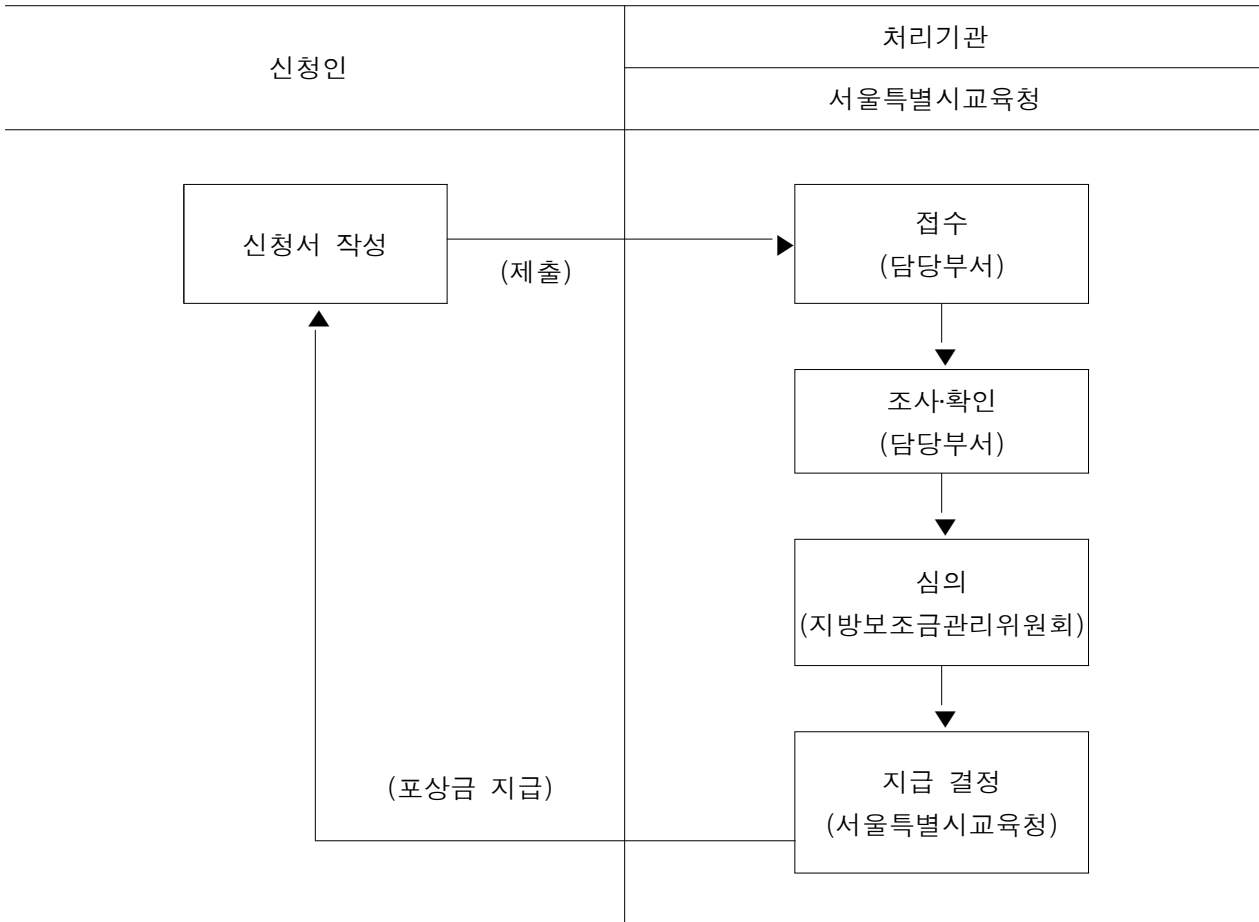 신청인
처리기관
서울특별시교육청
신청서 작성
(제출)
접수
(담당부서)
조사·확인
(담당부서)
심의
(지방보조금관리위원회)
지급 결정
(서울특별시교육청)
(포상금 지급)